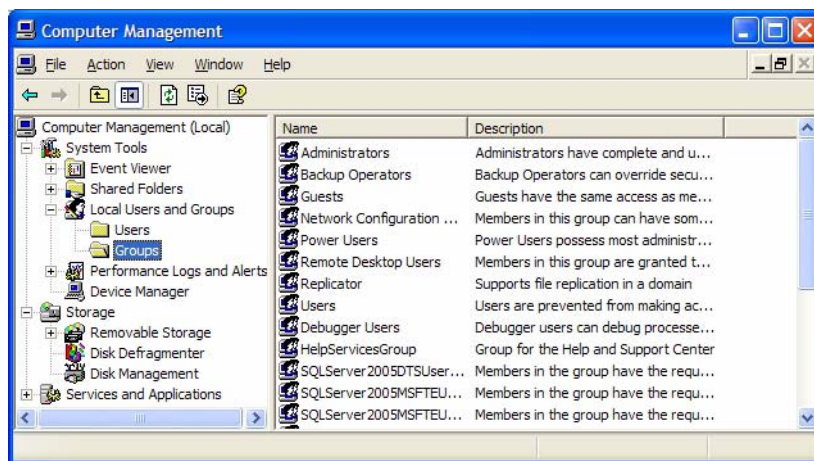 Computer Management
File Action View Window Help
Computer Management (Local)
System Tools
Event Viewer
Shared Folders
Local Users and Groups
Users
Groups
Performance Logs and Alerts
Device Manager
Storage
Removable Storage
Disk Defragmenter
Disk Management
Services and Applications
Name Description
Administrators Administrators have complete and u...
Backup Operators Backup Operators can override secu...
Guests Guests have the same access as me...
Network Configuration ... Members in this group can have som...
Power Users Power Users possess most administr...
Remote Desktop Users Members in this group are granted t...
Replicator Supports file replication in a domain
Users Users are prevented from making ac...
Debugger Users Debugger users can debug processe...
HelpServicesGroup Group for the Help and Support Center
SQLServer2005DTSUser... Members in the group have the requ...
SQLServer2005MSFTEU... Members in the group have the requ...
SQLServer2005MSFTEU... Members in the group have the requ...